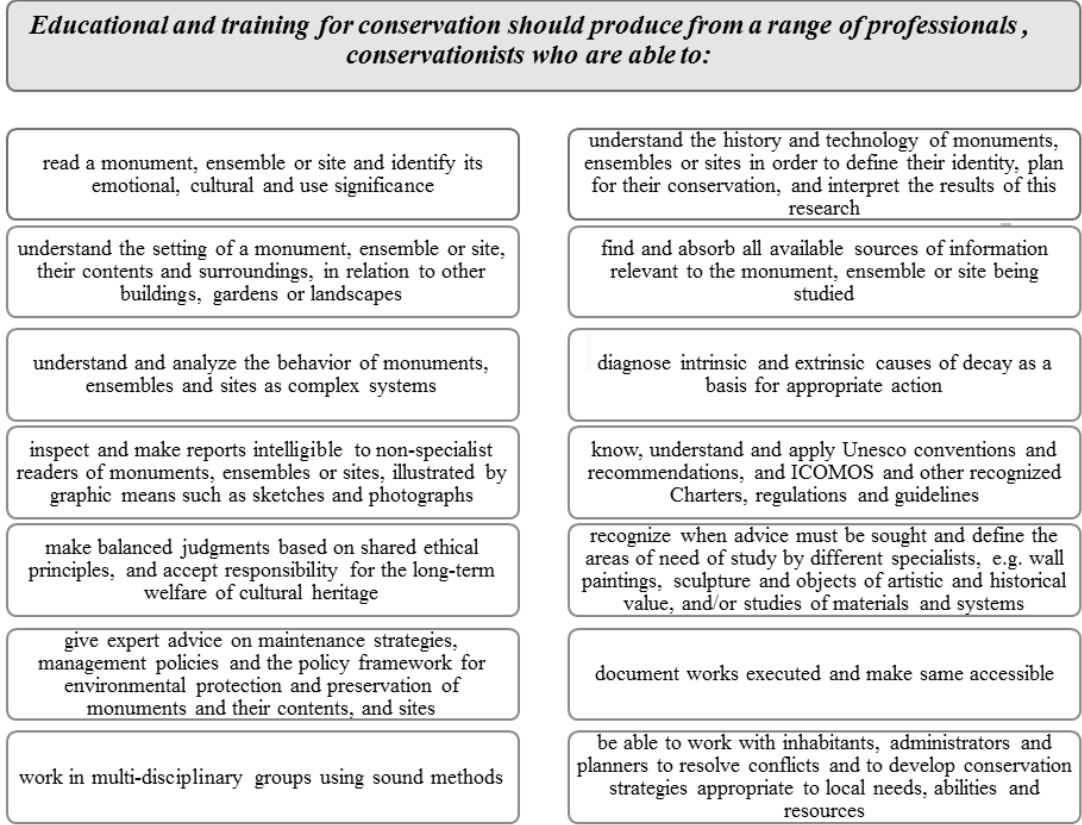 Educational and training for conservation should produce from a range of professionals ,
conservationists who are able to:
read a monument, ensemble or site and identify its
emotional, cultural and use significance
understand the history and technology of monuments,
ensembles or sites in order to define their identity, plan
for their conservation, and interpret the results of this
research
understand the setting of a monument, ensemble or site,
their contents and surroundings, in relation to other
buildings, gardens or landscapes
find and absorb all available sources of information
relevant to the monument, ensemble or site being
studied
understand and analyze the behavior of monuments,
ensembles and sites as complex systems
diagnose intrinsic and extrinsic causes of decay as a
basis for appropriate action
inspect and make reports intelligible to non-specialist
readers of monuments, ensembles or sites, illustrated by
graphic means such as sketches and photographs
know, understand and apply Unesco conventions and
recommendations, and ICOMOS and other recognized
Charters, regulations and guidelines
make balanced judgments based on shared ethical
principles, and accept responsibility for the long-term
welfare of cultural heritage
recognize when advice must be sought and define the
areas of need of study by different specialists, e.g. wall
paintings, sculpture and objects of artistic and historical
value, and/or studies of materials and systems
give expert advice on maintenance strategies,
management policies and the policy framework for
environmental protection and preservation of
monuments and their contents, and sites
document works executed and make same accessible
work in multi-disciplinary groups using sound methods
be able to work with inhabitants, administrators and
planners to resolve conflicts and to develop conservation
strategies appropriate to local needs, abilities and
resources